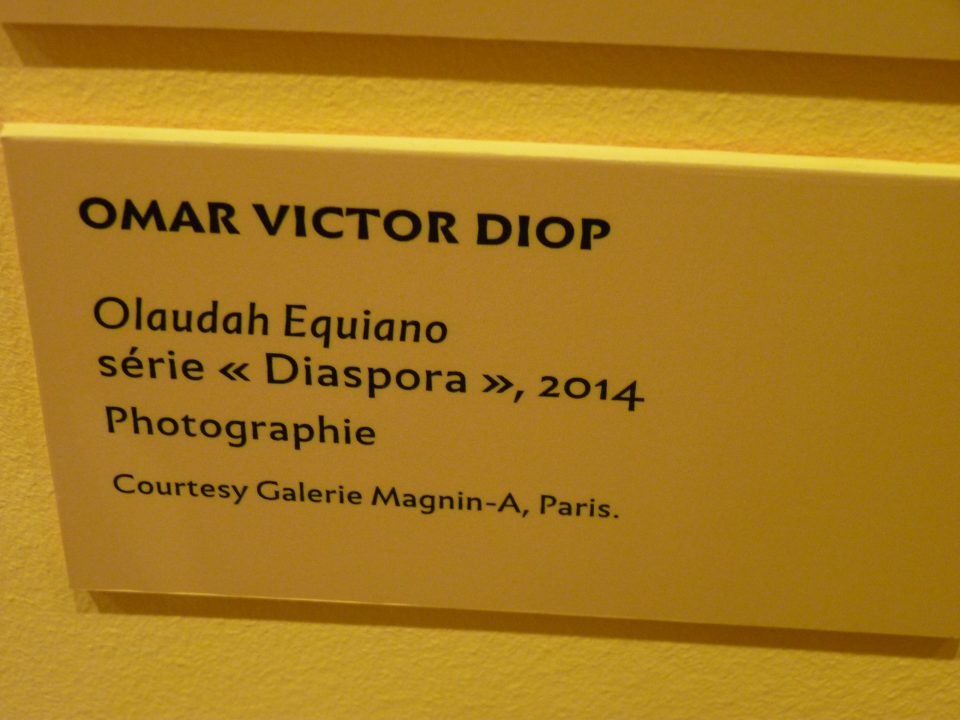 OMAR VICTOR DIOP
Olaudah Equiano
série « Diaspora », 2014
Photographie
Courtesy Galerie Magnin-A, Paris.